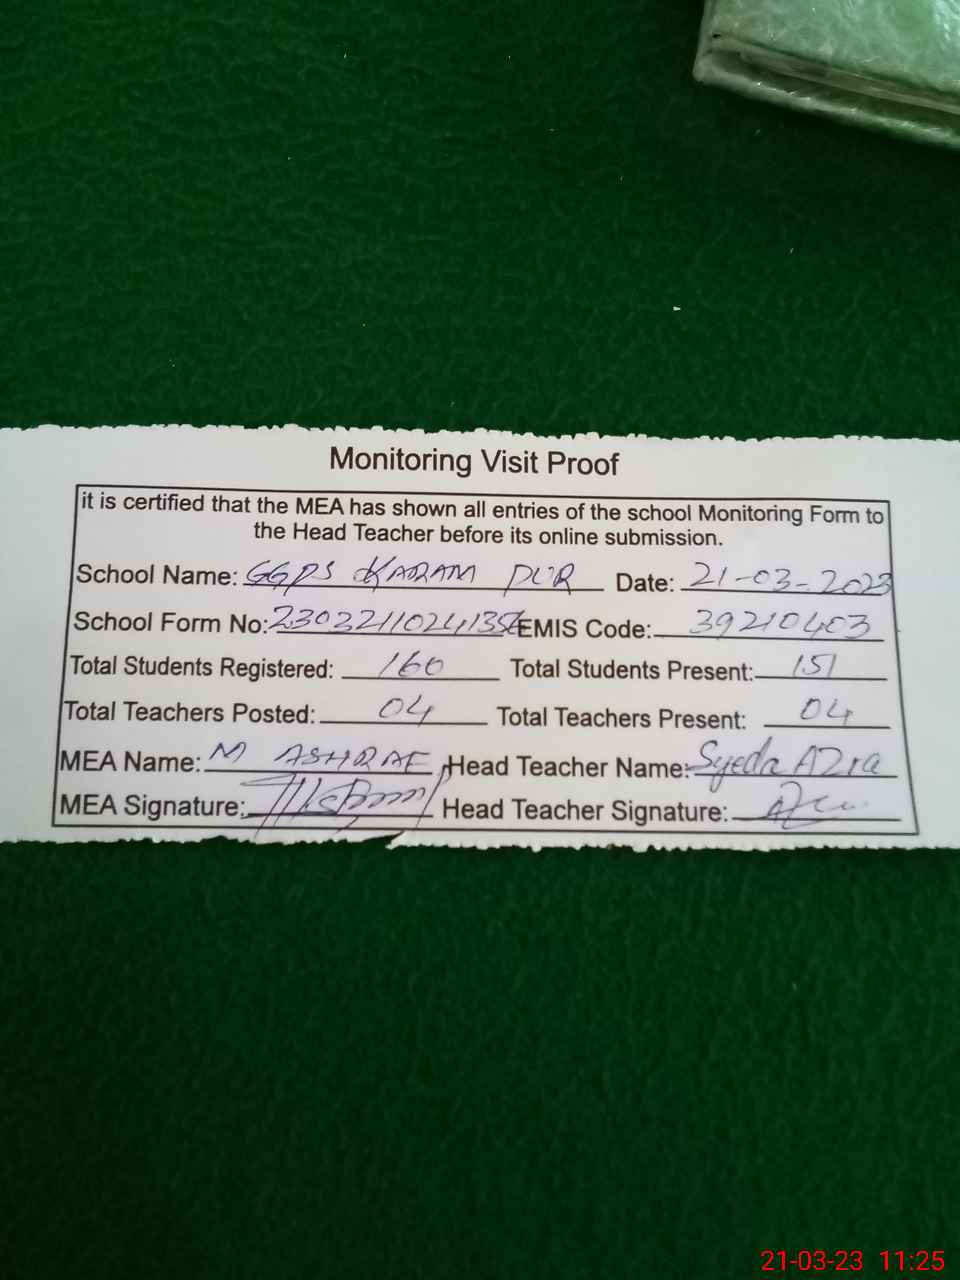 Monitoring Visit Proof
it is certified that the MEA has shown all entries of the school Monitoring Form to
the Head Teacher before its online submission.
School Name: GGPS KARAM PUR Date: 21-03-2023
School Form No: EMIS Code: 39210403
Total Students Registered: 160 Total Students Present: 151
Total Teachers Posted: 04 Total Teachers Present: 04
MEA Name: M ASHRAF Head Teacher Name: Syeda AZra
MEA Signature: Head Teacher Signature:
21-03-23 11:25